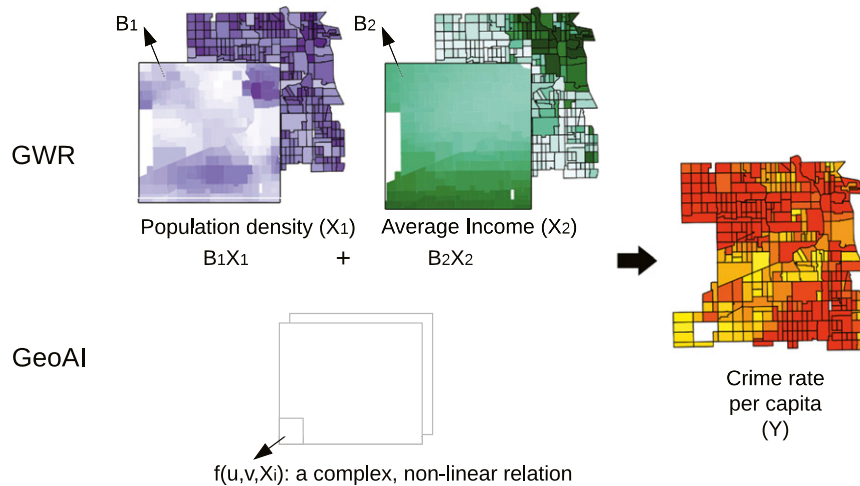 B1
B2
GWR
Population density (X1)
Average Income (X2)
B1X1 + B2X2
GeoAI
Crime rate
per capita
(Y)
f(u,v,Xi): a complex, non-linear relation